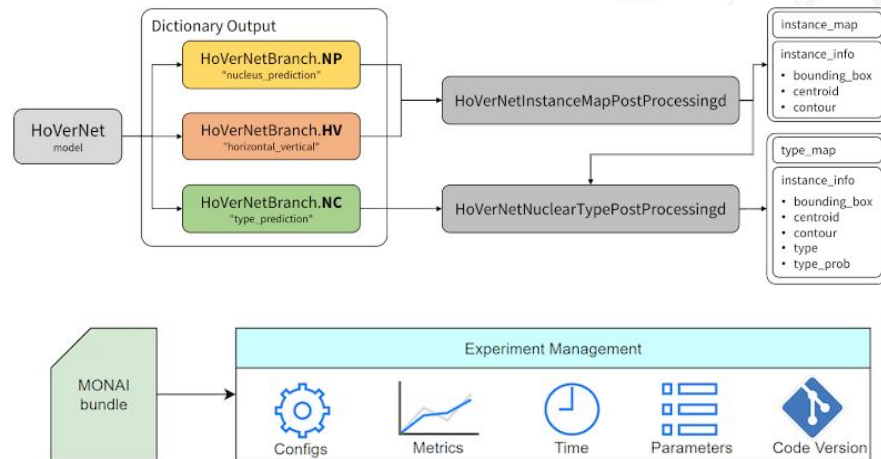 Dictionary Output
HoVerNetBranch.NP
"nucleus_prediction"
HoVerNetBranch.HV
"horizontal_vertical"
HoVerNetBranch.NC
"type_prediction"
HoVerNet
model
HoVerNetInstanceMapPostProcessingd
HoVerNetNuclearTypePostProcessingd
instance_map
instance_info
• bounding_box
• centroid
• contour
type_map
instance_info
• bounding_box
• centroid
• contour
• type
• type_prob
MONAI
bundle
Experiment Management
Configs
Metrics
Time
Parameters
Code Version